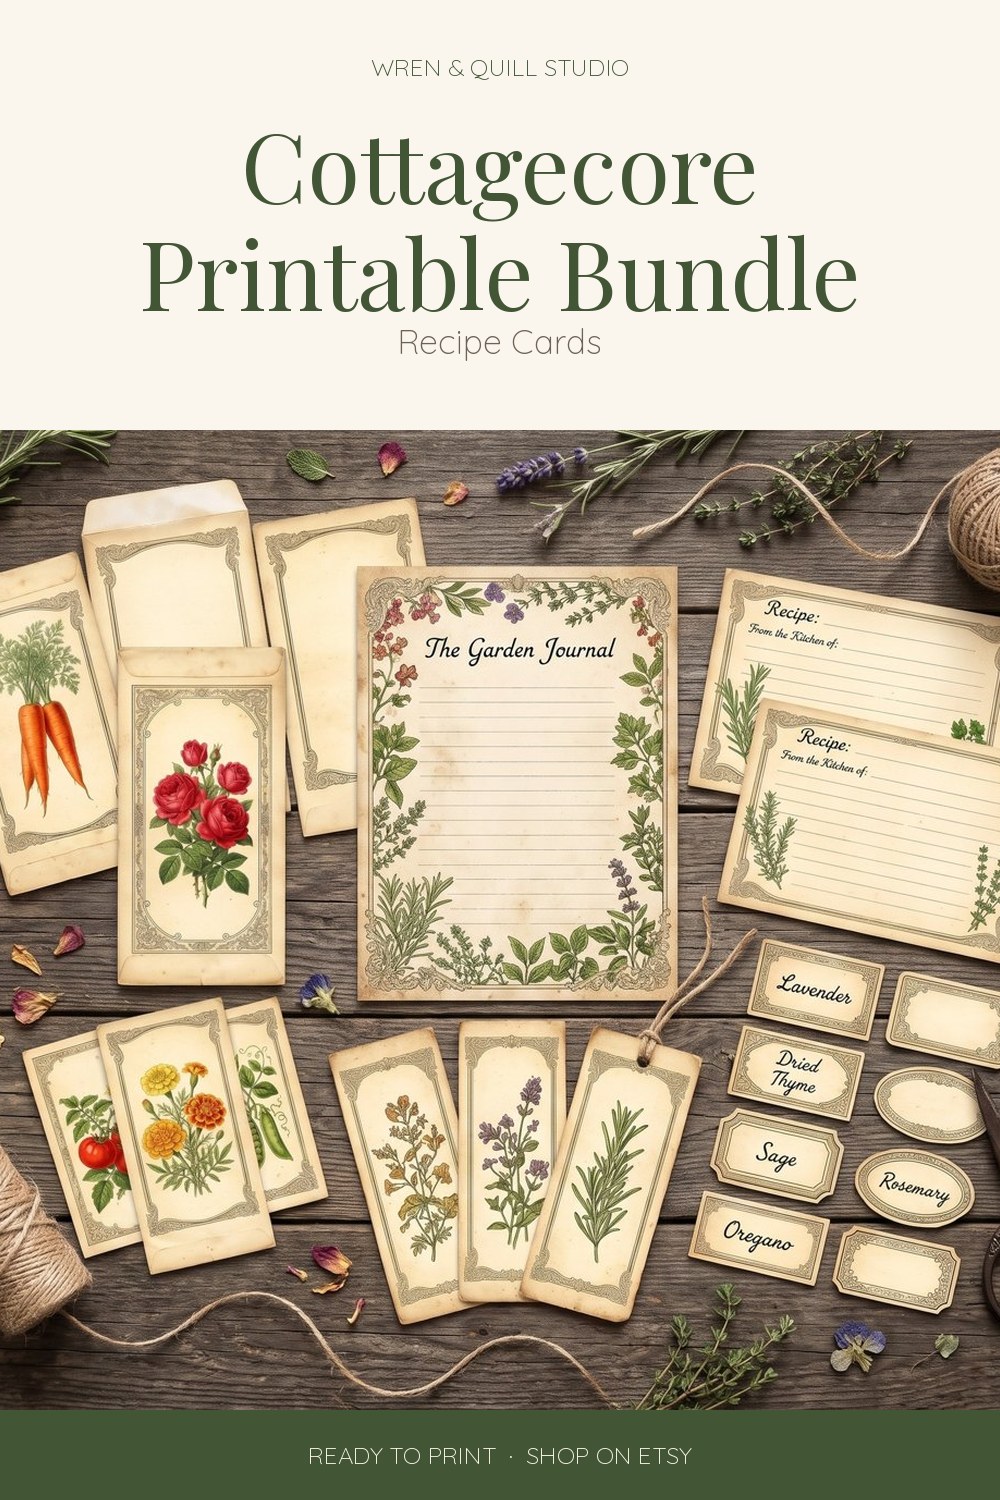 WREN & QUILL STUDIO
Cottagecore
Printable Bundle
Recipe Cards
The Garden Journal
Recipe:
From the Kitchen of:
Recipe:
From the Kitchen of:
Lavender
Dried
Thyme
Sage
Rosemary
Oregano
READY TO PRINT · SHOP ON ETSY